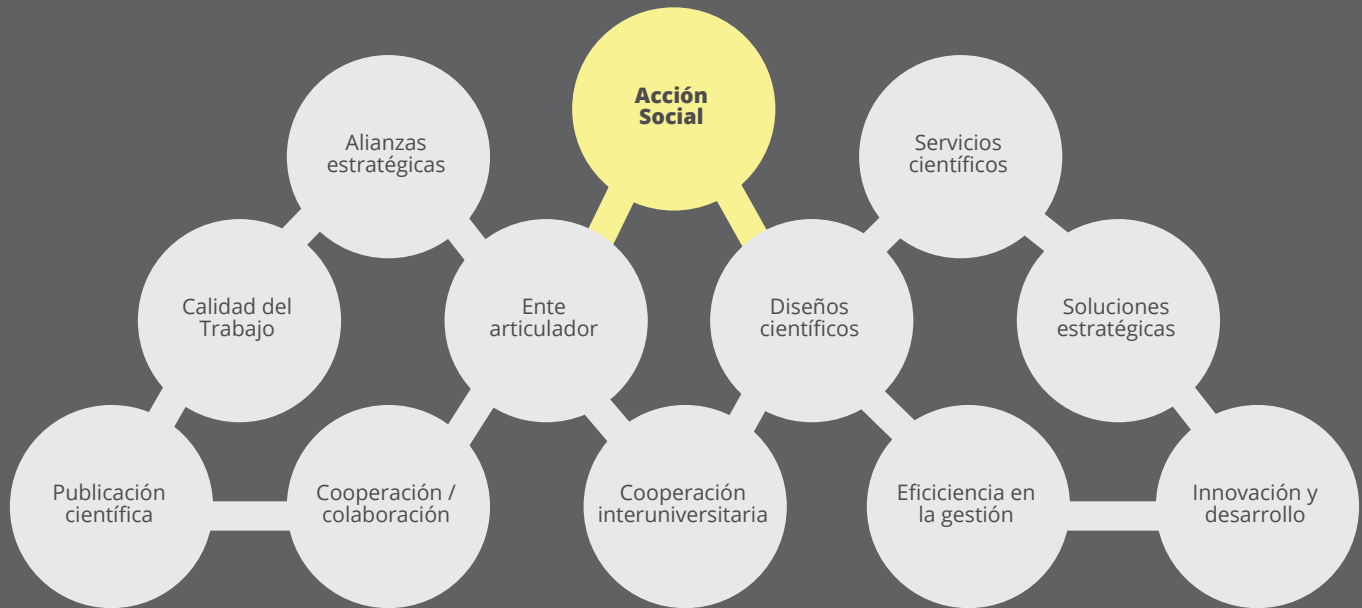 Acción
Social
Alianzas
estratégicas
Servicios
científicos
Calidad del
Trabajo
Ente
articulador
Diseños
científicos
Soluciones
estratégicas
Publicación
científica
Cooperación /
colaboración
Cooperación
interuniversitaria
Eficiciencia en
la gestión
Innovación y
desarrollo